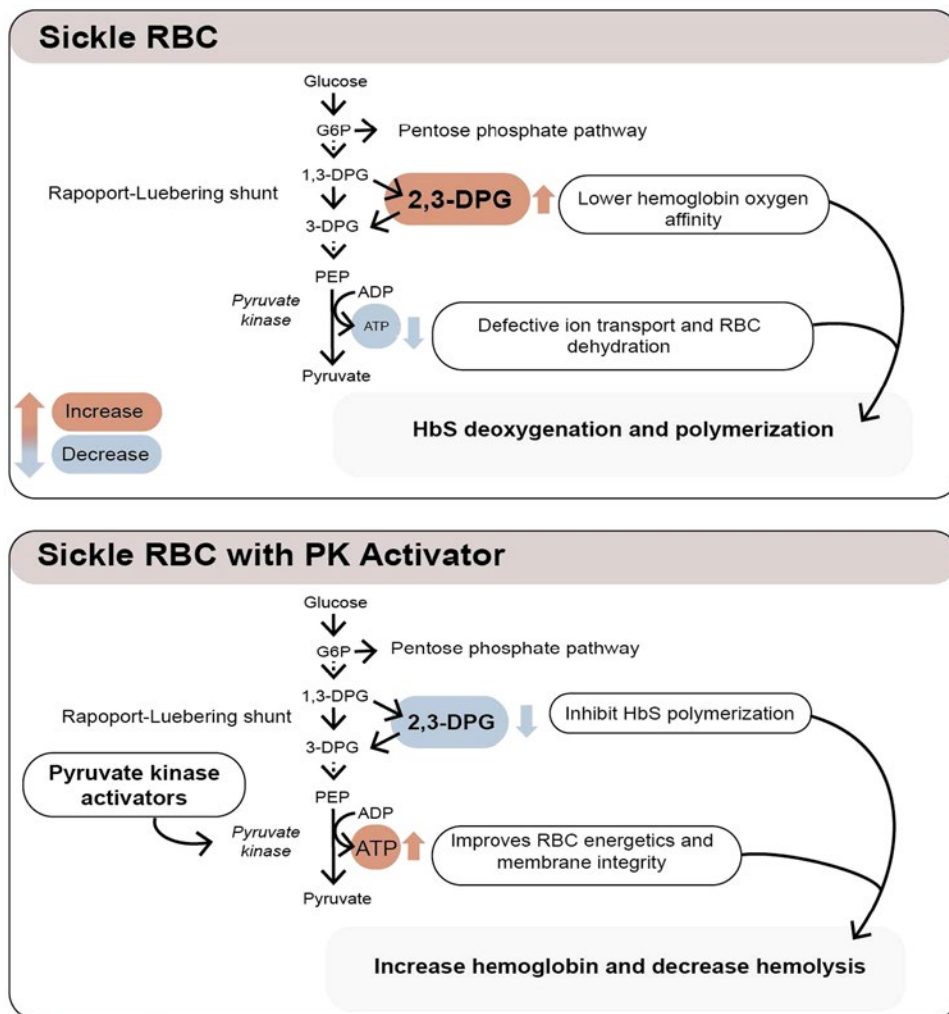 Sickle RBC
Glucose
G6P
Pentose phosphate pathway
1,3-DPG
Rapoport-Luebering shunt
2,3-DPG
Lower hemoglobin oxygen
affinity
3-DPG
PEP
ADP
Pyruvate
kinase
ATP
Defective ion transport and RBC
dehydration
Pyruvate
Increase
Decrease
HbS deoxygenation and polymerization
Sickle RBC with PK Activator
Glucose
G6P
Pentose phosphate pathway
1,3-DPG
Rapoport-Luebering shunt
2,3-DPG
Inhibit HbS polymerization
3-DPG
Pyruvate kinase
activators
PEP
ADP
Pyruvate
kinase
ATP
Improves RBC energetics and
membrane integrity
Pyruvate
Increase hemoglobin and decrease hemolysis